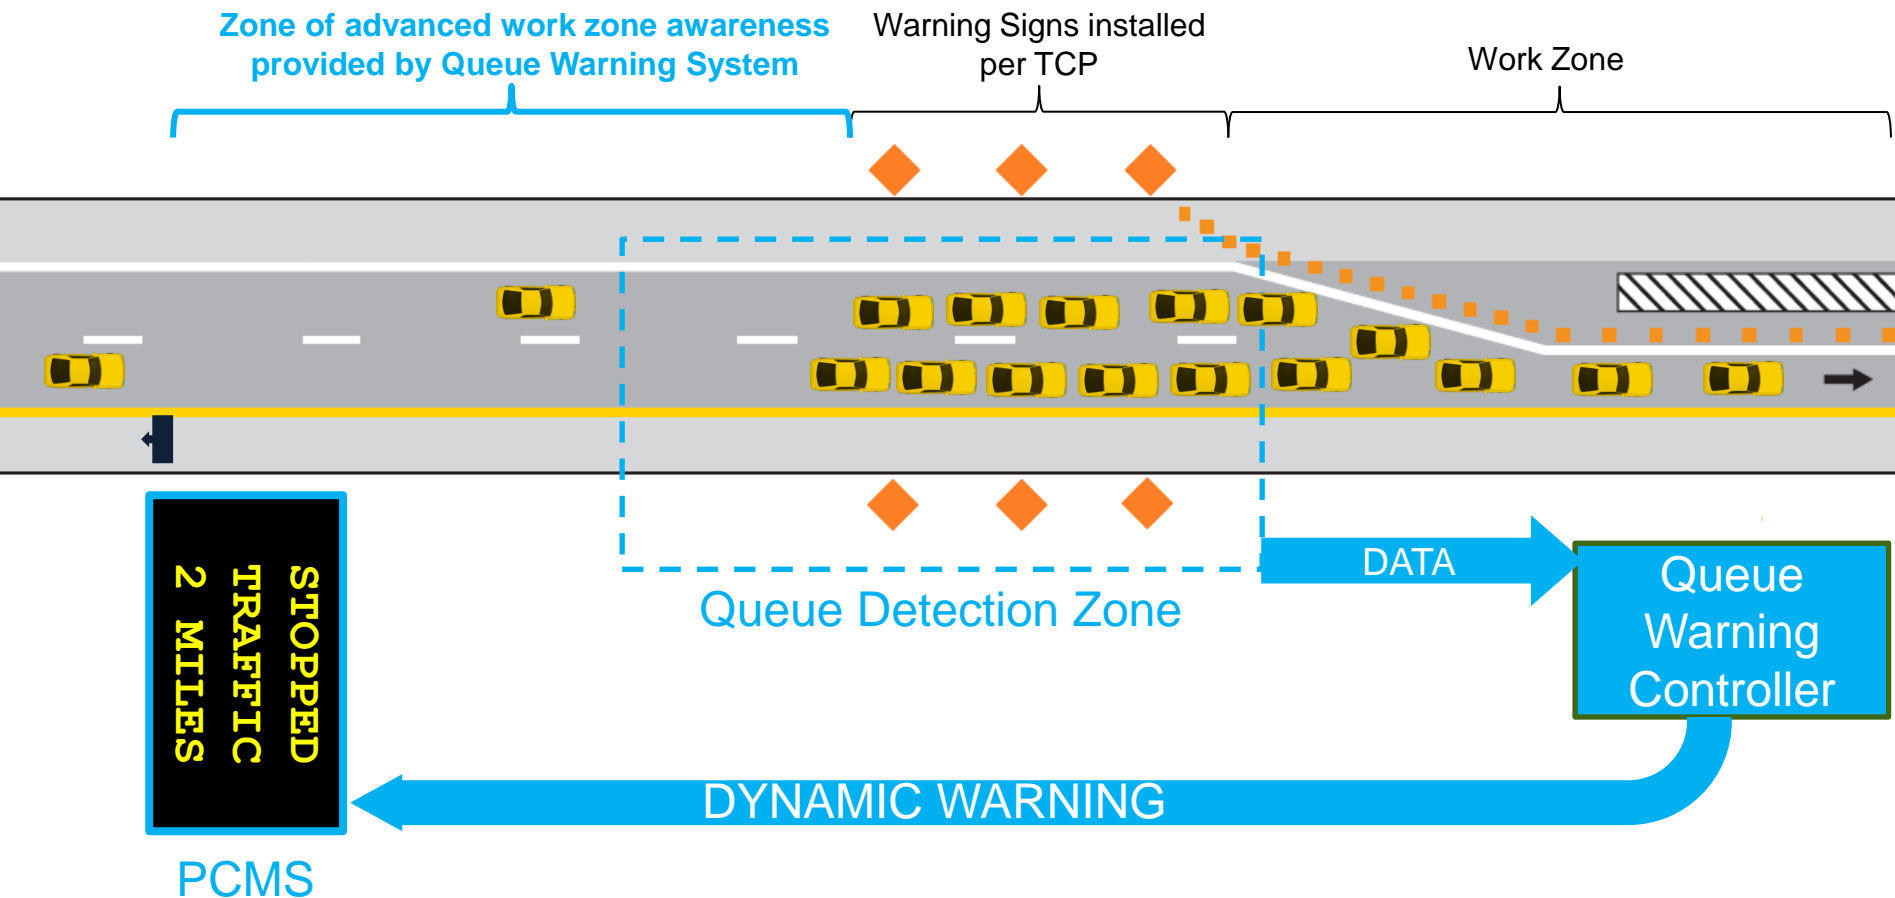 Zone of advanced work zone awareness
provided by Queue Warning System
Warning Signs installed
per TCP
Work Zone
STOPPED
TRAFFIC
2 MILES
Queue Detection Zone
DATA
Queue
Warning
Controller
DYNAMIC WARNING
PCMS